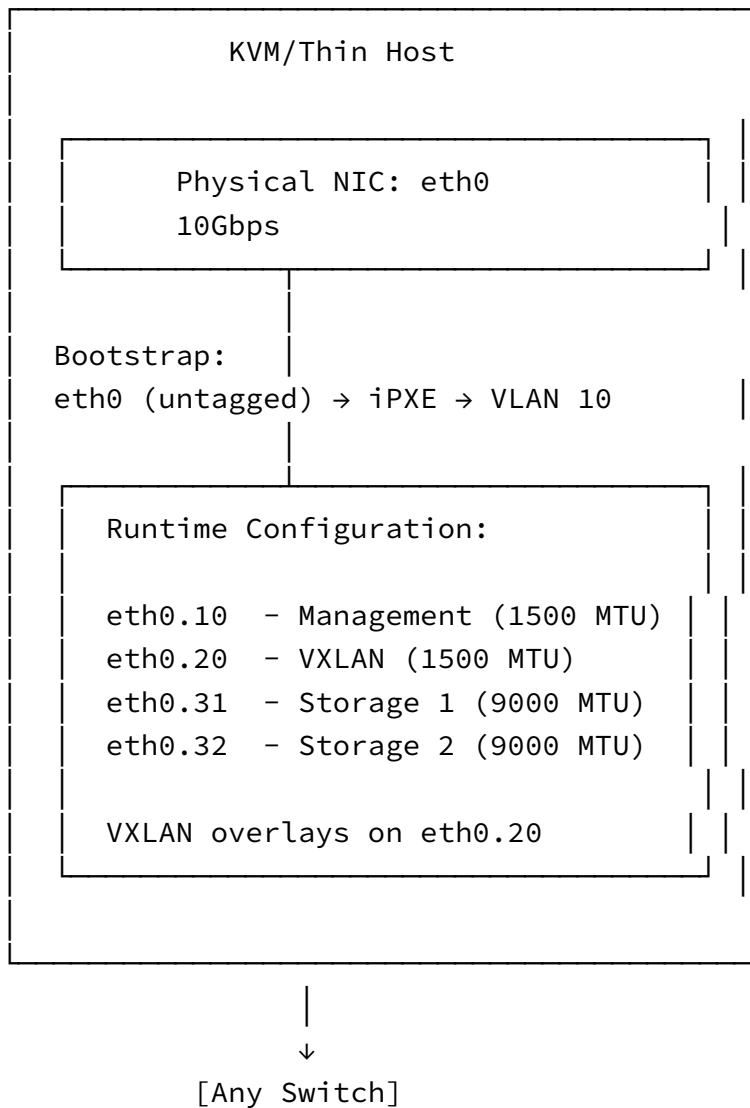 KVM/Thin Host
Physical NIC: eth0
10Gbps
Bootstrap:
eth0 (untagged) → iPXE → VLAN 10
Runtime Configuration:
eth0.10 - Management (1500 MTU)
eth0.20 - VXLAN (1500 MTU)
eth0.31 - Storage 1 (9000 MTU)
eth0.32 - Storage 2 (9000 MTU)
VXLAN overlays on eth0.20
↓
[Any Switch]